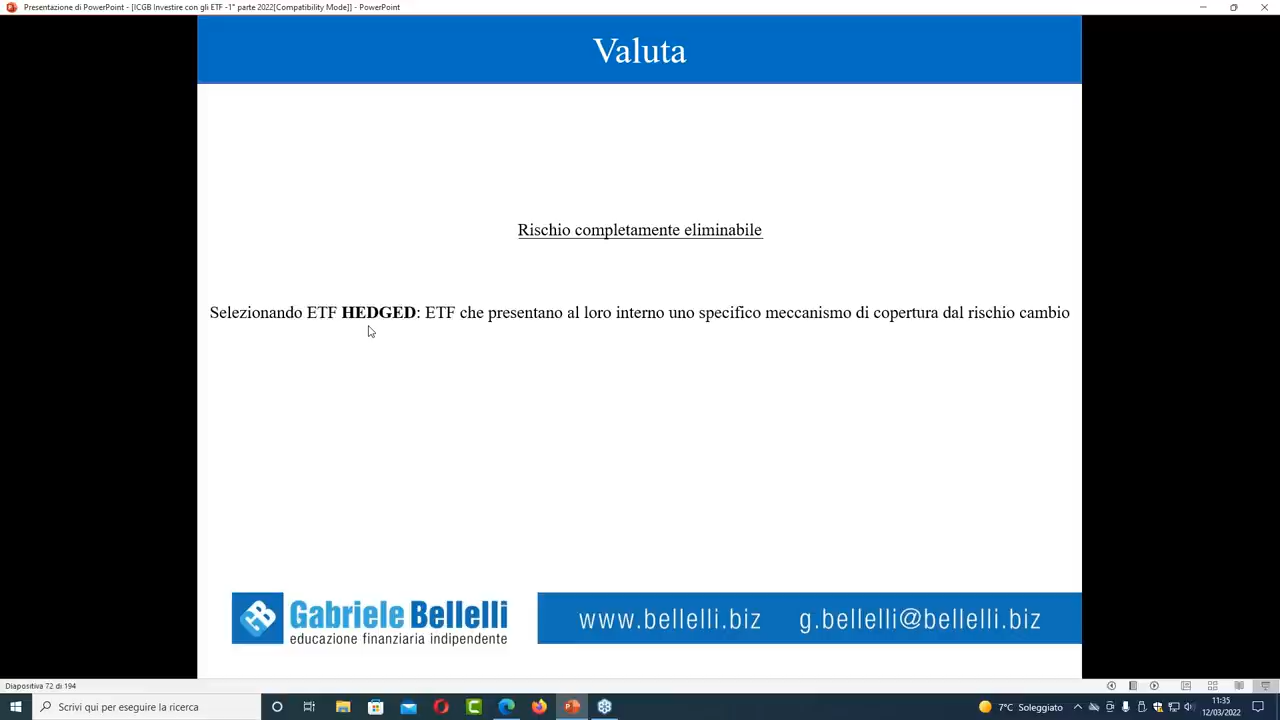 Presentazione di PowerPoint - [ICGB Investire con gli ETF -1° parte 2022[Compatibility Mode]] - PowerPoint
Valuta
Rischio completamente eliminabile
Selezionando ETF HEDGED: ETF che presentano al loro interno uno specifico meccanismo di copertura dal rischio cambio
Gabriele Bellelli
educazione finanziaria indipendente
www.bellelli.biz g.bellelli@bellelli.biz
Diapositiva 72 di 194
Scrivi qui per eseguire la ricerca
7°C Soleggiato
11:35
12/03/2022